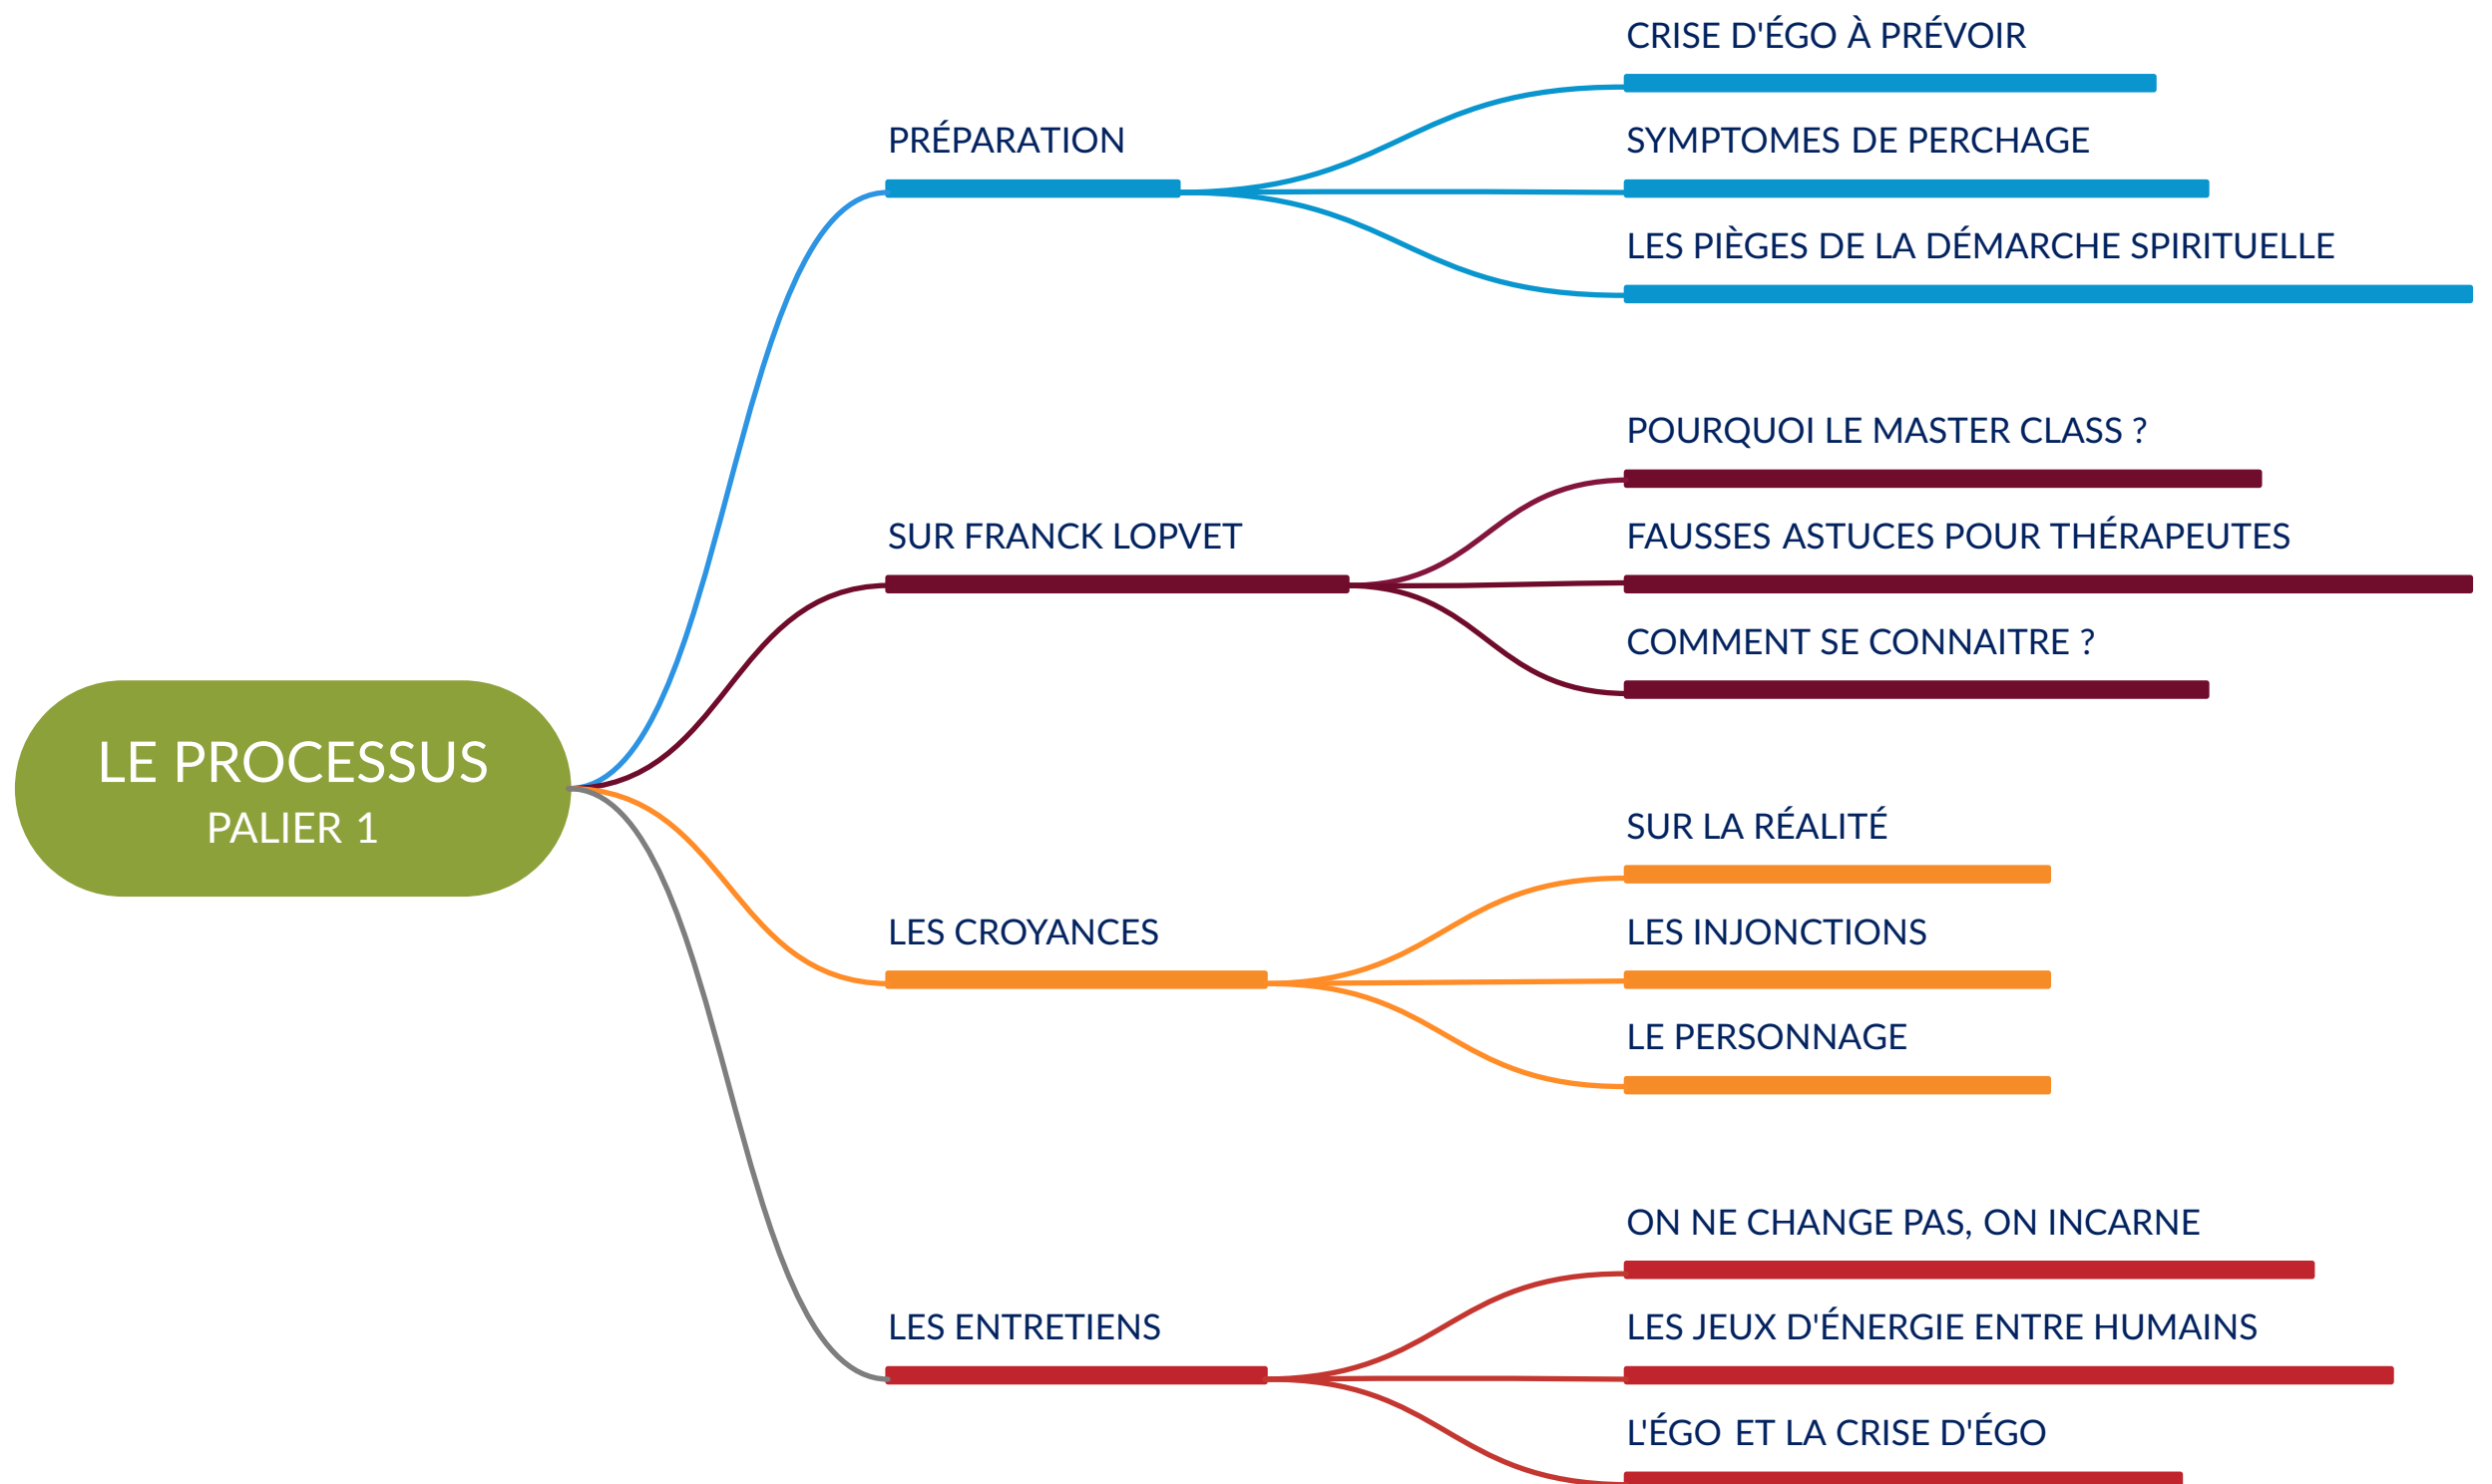 CRISE D'ÉGO À PRÉVOIR
PRÉPARATION
SYMPTOMES DE PERCHAGE
LES PIÈGES DE LA DÉMARCHE SPIRITUELLE
POURQUOI LE MASTER CLASS ?
SUR FRANCK LOPVET
FAUSSES ASTUCES POUR THÉRAPEUTES
COMMENT SE CONNAITRE ?
LE PROCESSUS
PALIER 1
SUR LA RÉALITÉ
LES CROYANCES
LES INJONCTIONS
LE PERSONNAGE
ON NE CHANGE PAS, ON INCARNE
LES ENTRETIENS
LES JEUX D'ÉNERGIE ENTRE HUMAINS
L'ÉGO ET LA CRISE D'ÉGO